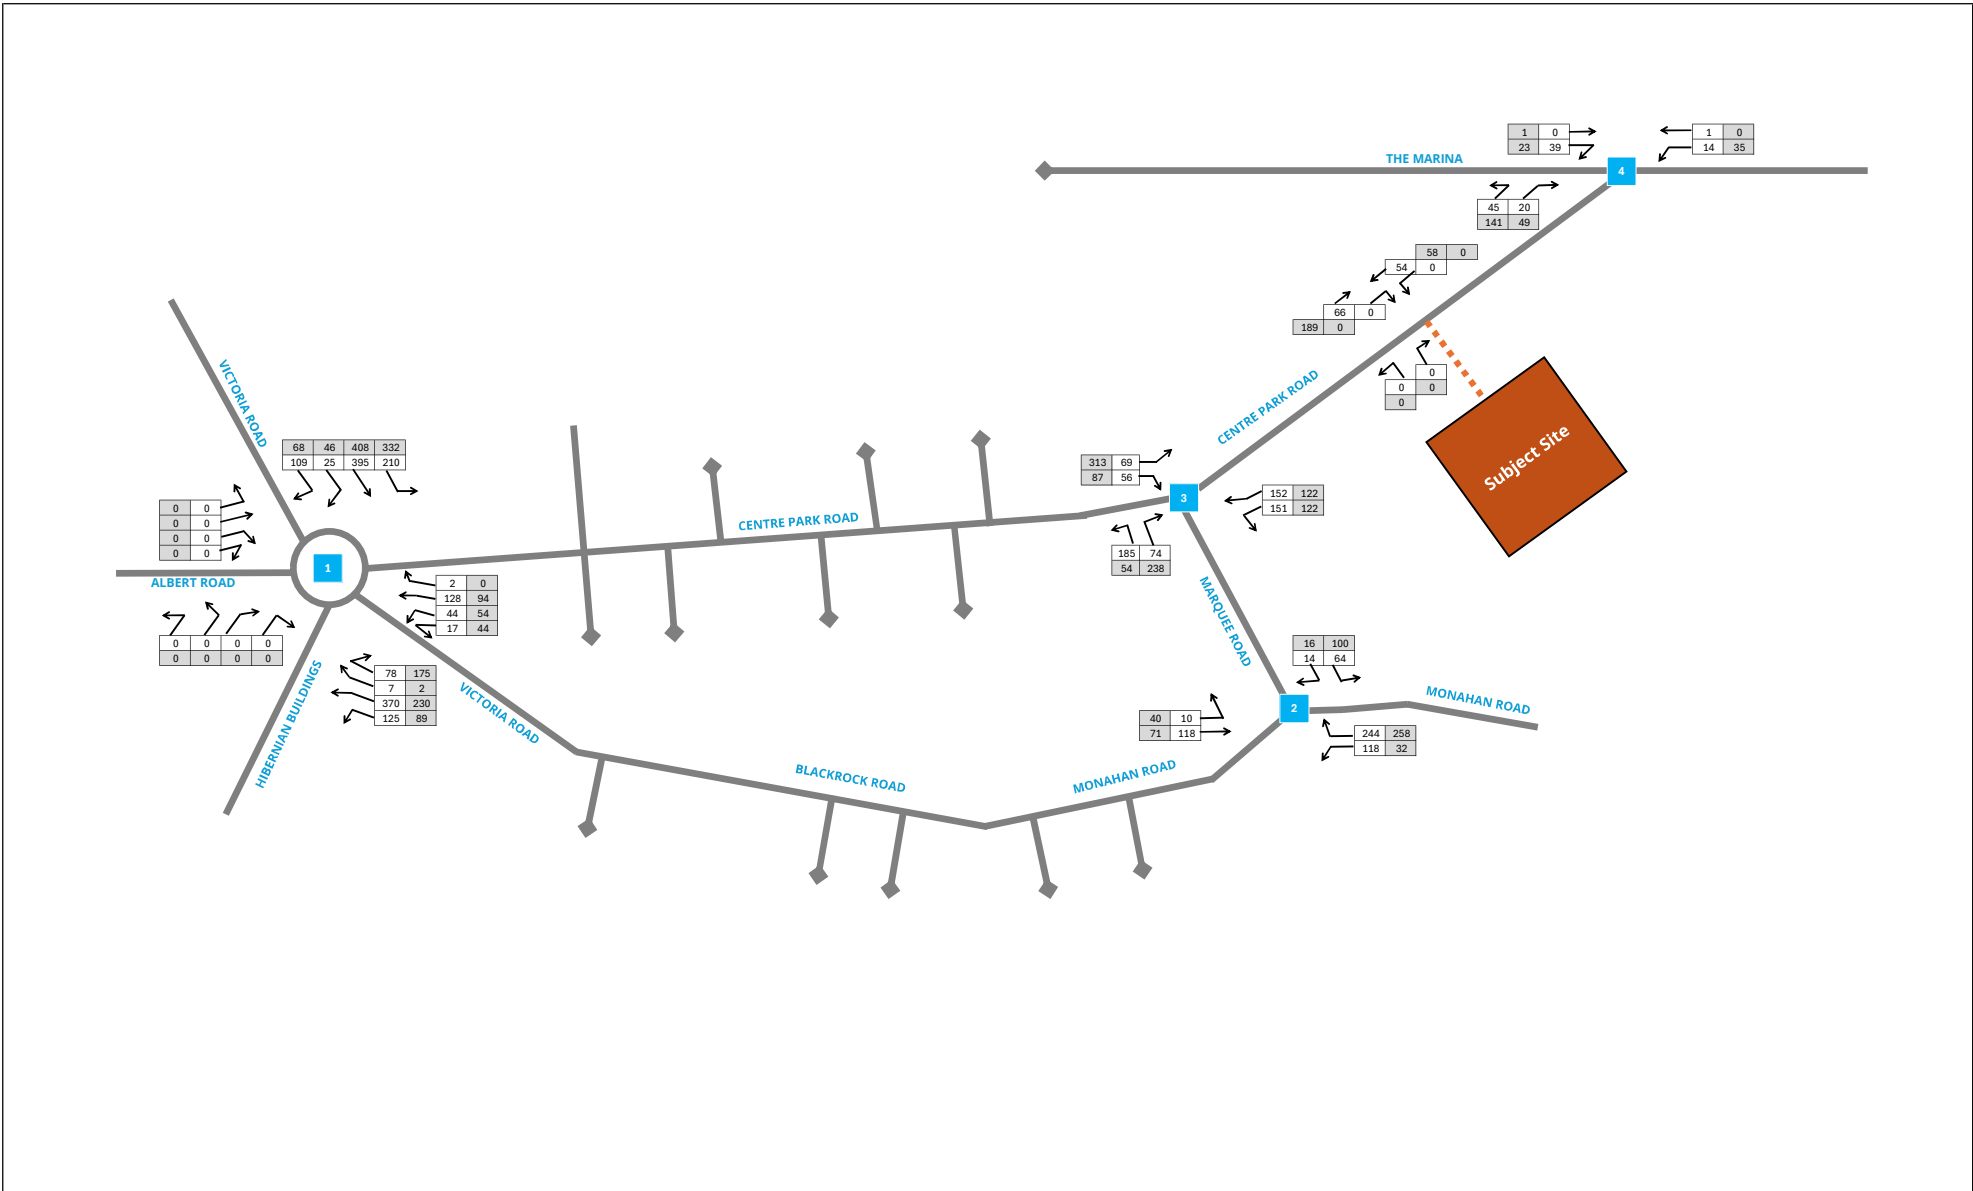 1 0
23 39
1 0
14 35
THE MARINA
4
45 20
141 49
58 0
54 0
66 0
189 0
0
0 0
0
CENTRE PARK ROAD
Subject Site
VICTORIA ROAD
68 46 408 332
109 25 395 210
0 0
0 0
0 0
0 0
313 69
87 56
3
152 122
151 122
CENTRE PARK ROAD
185 74
54 238
1
ALBERT ROAD
2 0
128 94
44 54
17 44
0 0 0 0
0 0 0 0
MARQUEE ROAD
HIBERNIAN BUILDINGS
78 175
7 2
370 230
125 89
VICTORIA ROAD
16 100
14 64
MONAHAN ROAD
2
40 10
71 118
244 258
118 32
BLACKROCK ROAD
MONAHAN ROAD